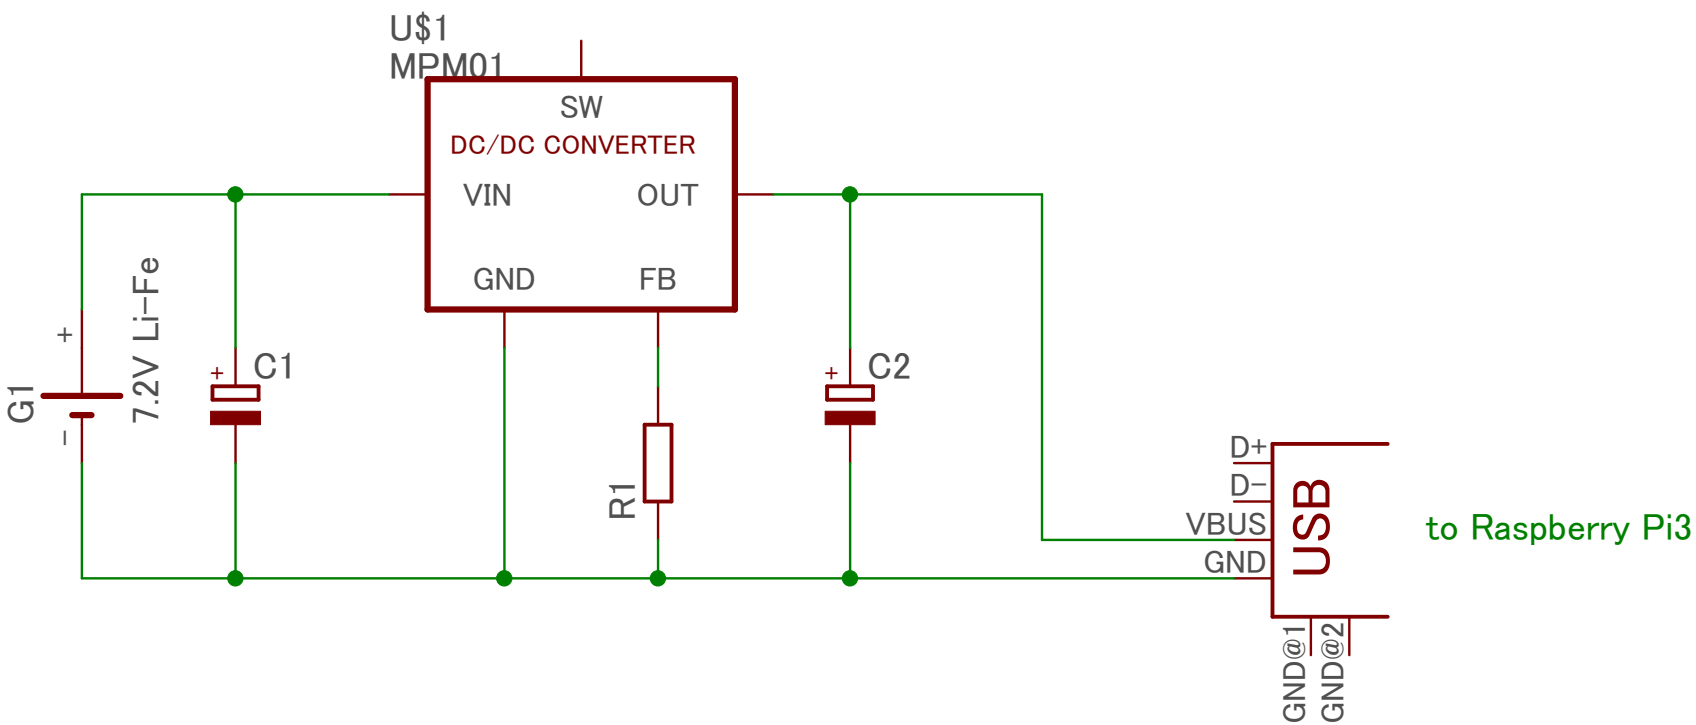 U$1
MPM01
SW
DC/DC CONVERTER
VIN
OUT
GND
FB
G1
+
-
7.2V Li-Fe
+
C1
R1
+
C2
D+
D-
VBUS
GND
USB
GND@1
GND@2
to Raspberry Pi3